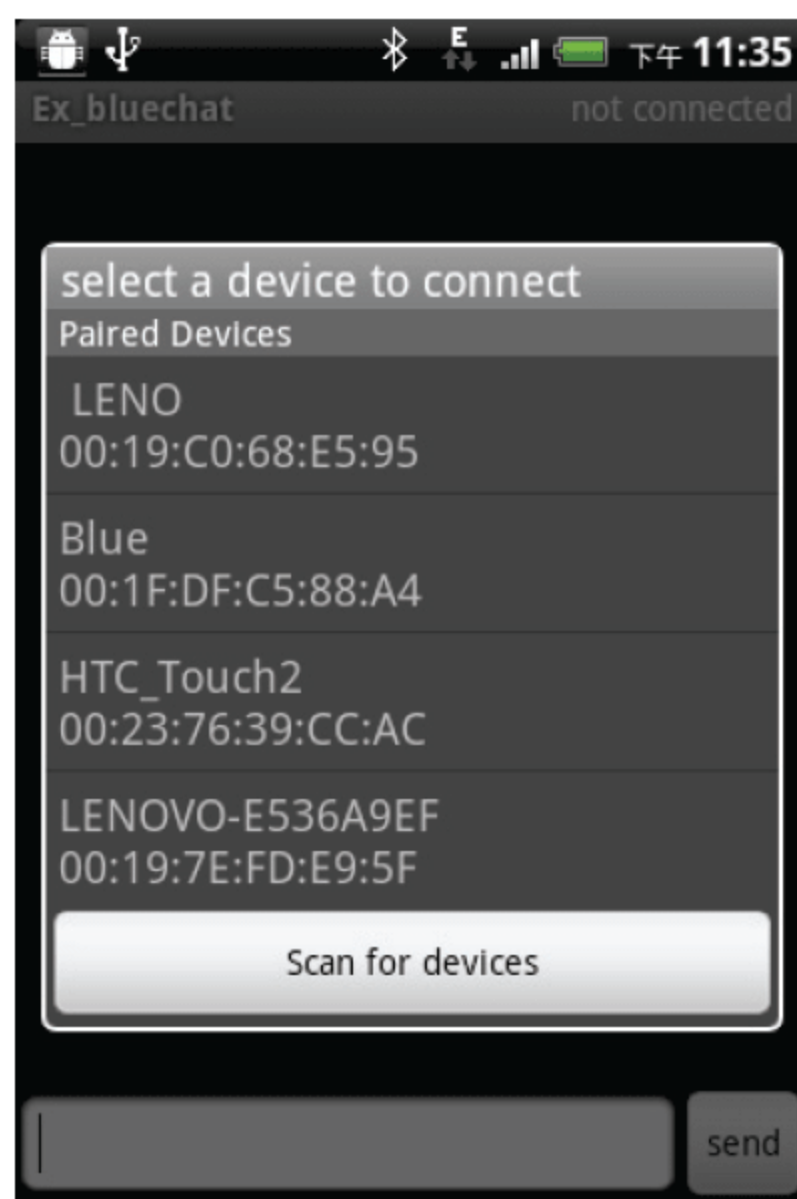 E
下午 11:35
Ex_bluechat not connected
select a device to connect
Paired Devices
LENO
00:19:C0:68:E5:95
Blue
00:1F:DF:C5:88:A4
HTC_Touch2
00:23:76:39:CC:AC
LENOVO-E536A9EF
00:19:7E:FD:E9:5F
Scan for devices
send